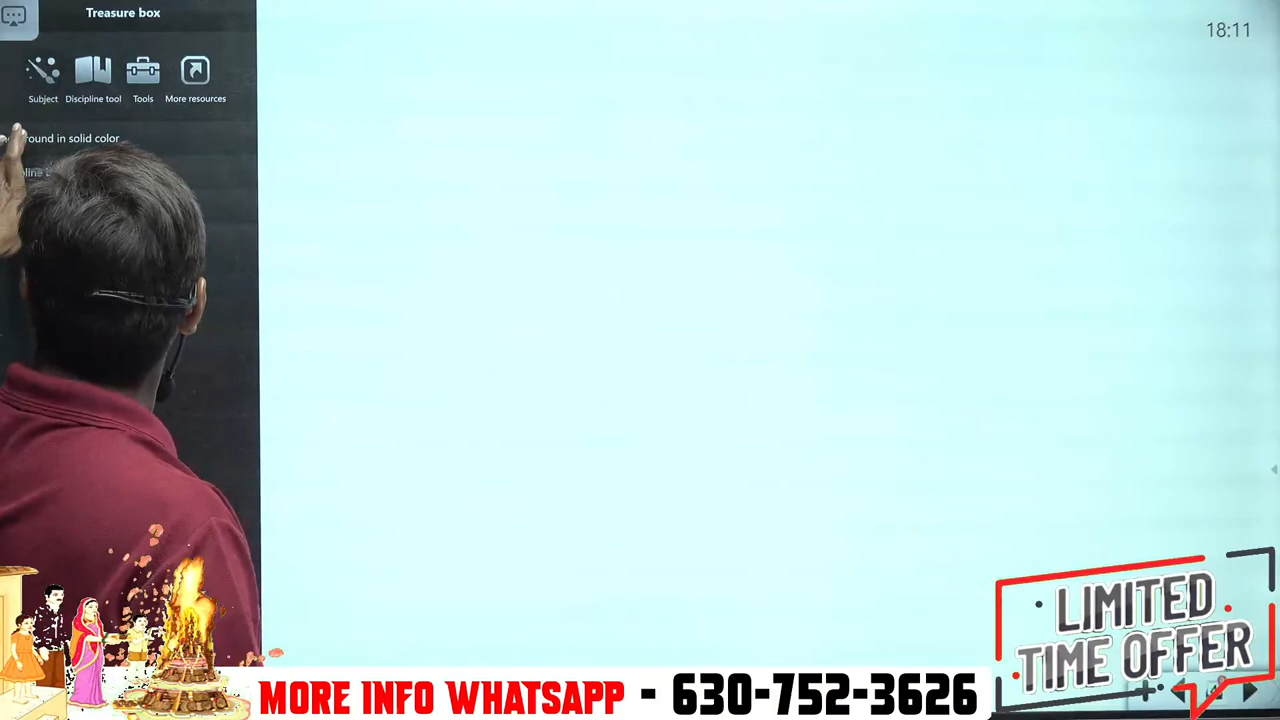 Treasure box
18:11
Subject Discipline tool Tools More resources
round in solid color
LIMITED
TIME OFFER
MORE INFO WHATSAPP - 630-752-3626